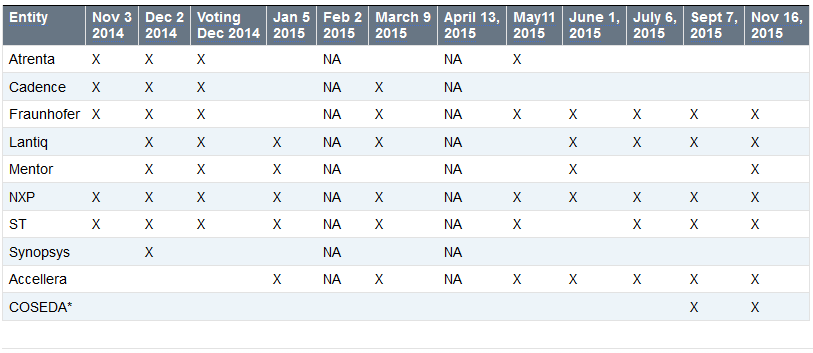 Entity Nov 3 2014 Dec 2 2014 Voting Dec 2014 Jan 5 2015 Feb 2 2015 March 9 2015 April 13, 2015 May11 2015 June 1, 2015 July 6, 2015 Sept 7, 2015 Nov 16, 2015
Atrenta X X X NA NA X
Cadence X X X NA X NA
Fraunhofer X X X NA X NA X X X X X
Lantiq X X X NA X NA X X X X
Mentor X X X NA NA X X
NXP X X X X NA X NA X X X X X
ST X X X X NA X NA X X X X
Synopsys X NA NA
Accellera X NA X NA X X X X X
COSEDA* X X